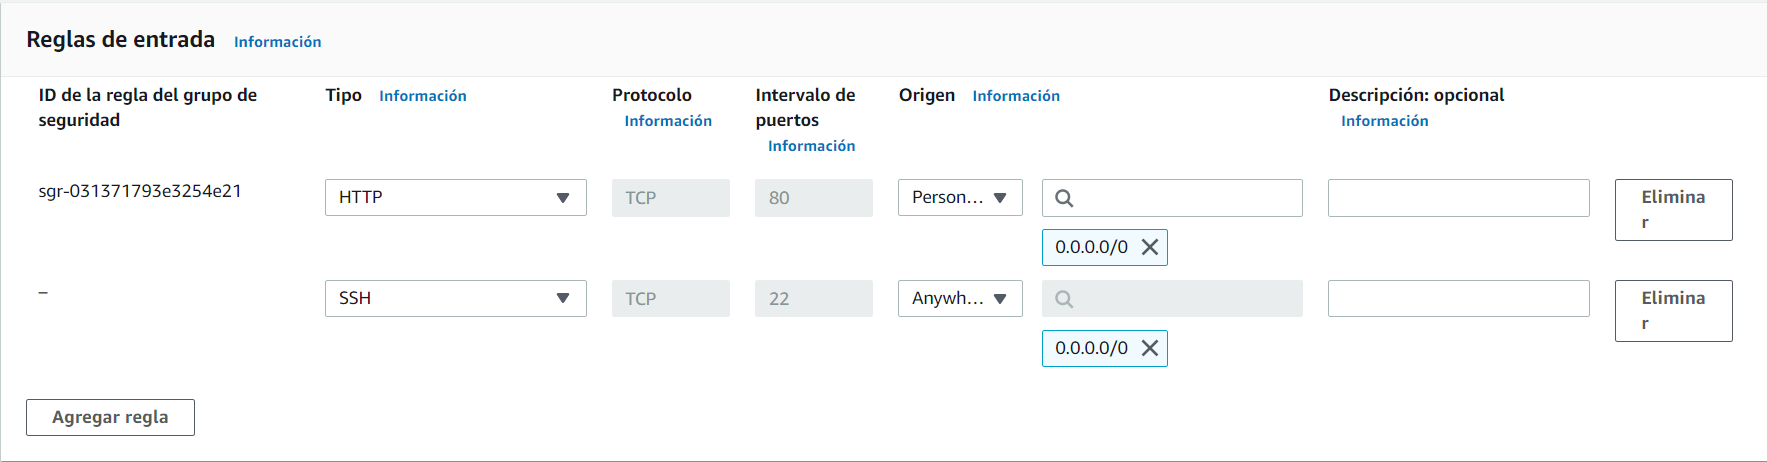 Reglas de entrada Información
ID de la regla del grupo de seguridad
Tipo Información
Protocolo Información
Intervalo de puertos Información
Origen Información
Descripción: opcional Información
sgr-031371793e3254e21
HTTP
TCP
80
Person...
0.0.0.0/0
Eliminar
–
SSH
TCP
22
Anywh...
0.0.0.0/0
Eliminar
Agregar regla